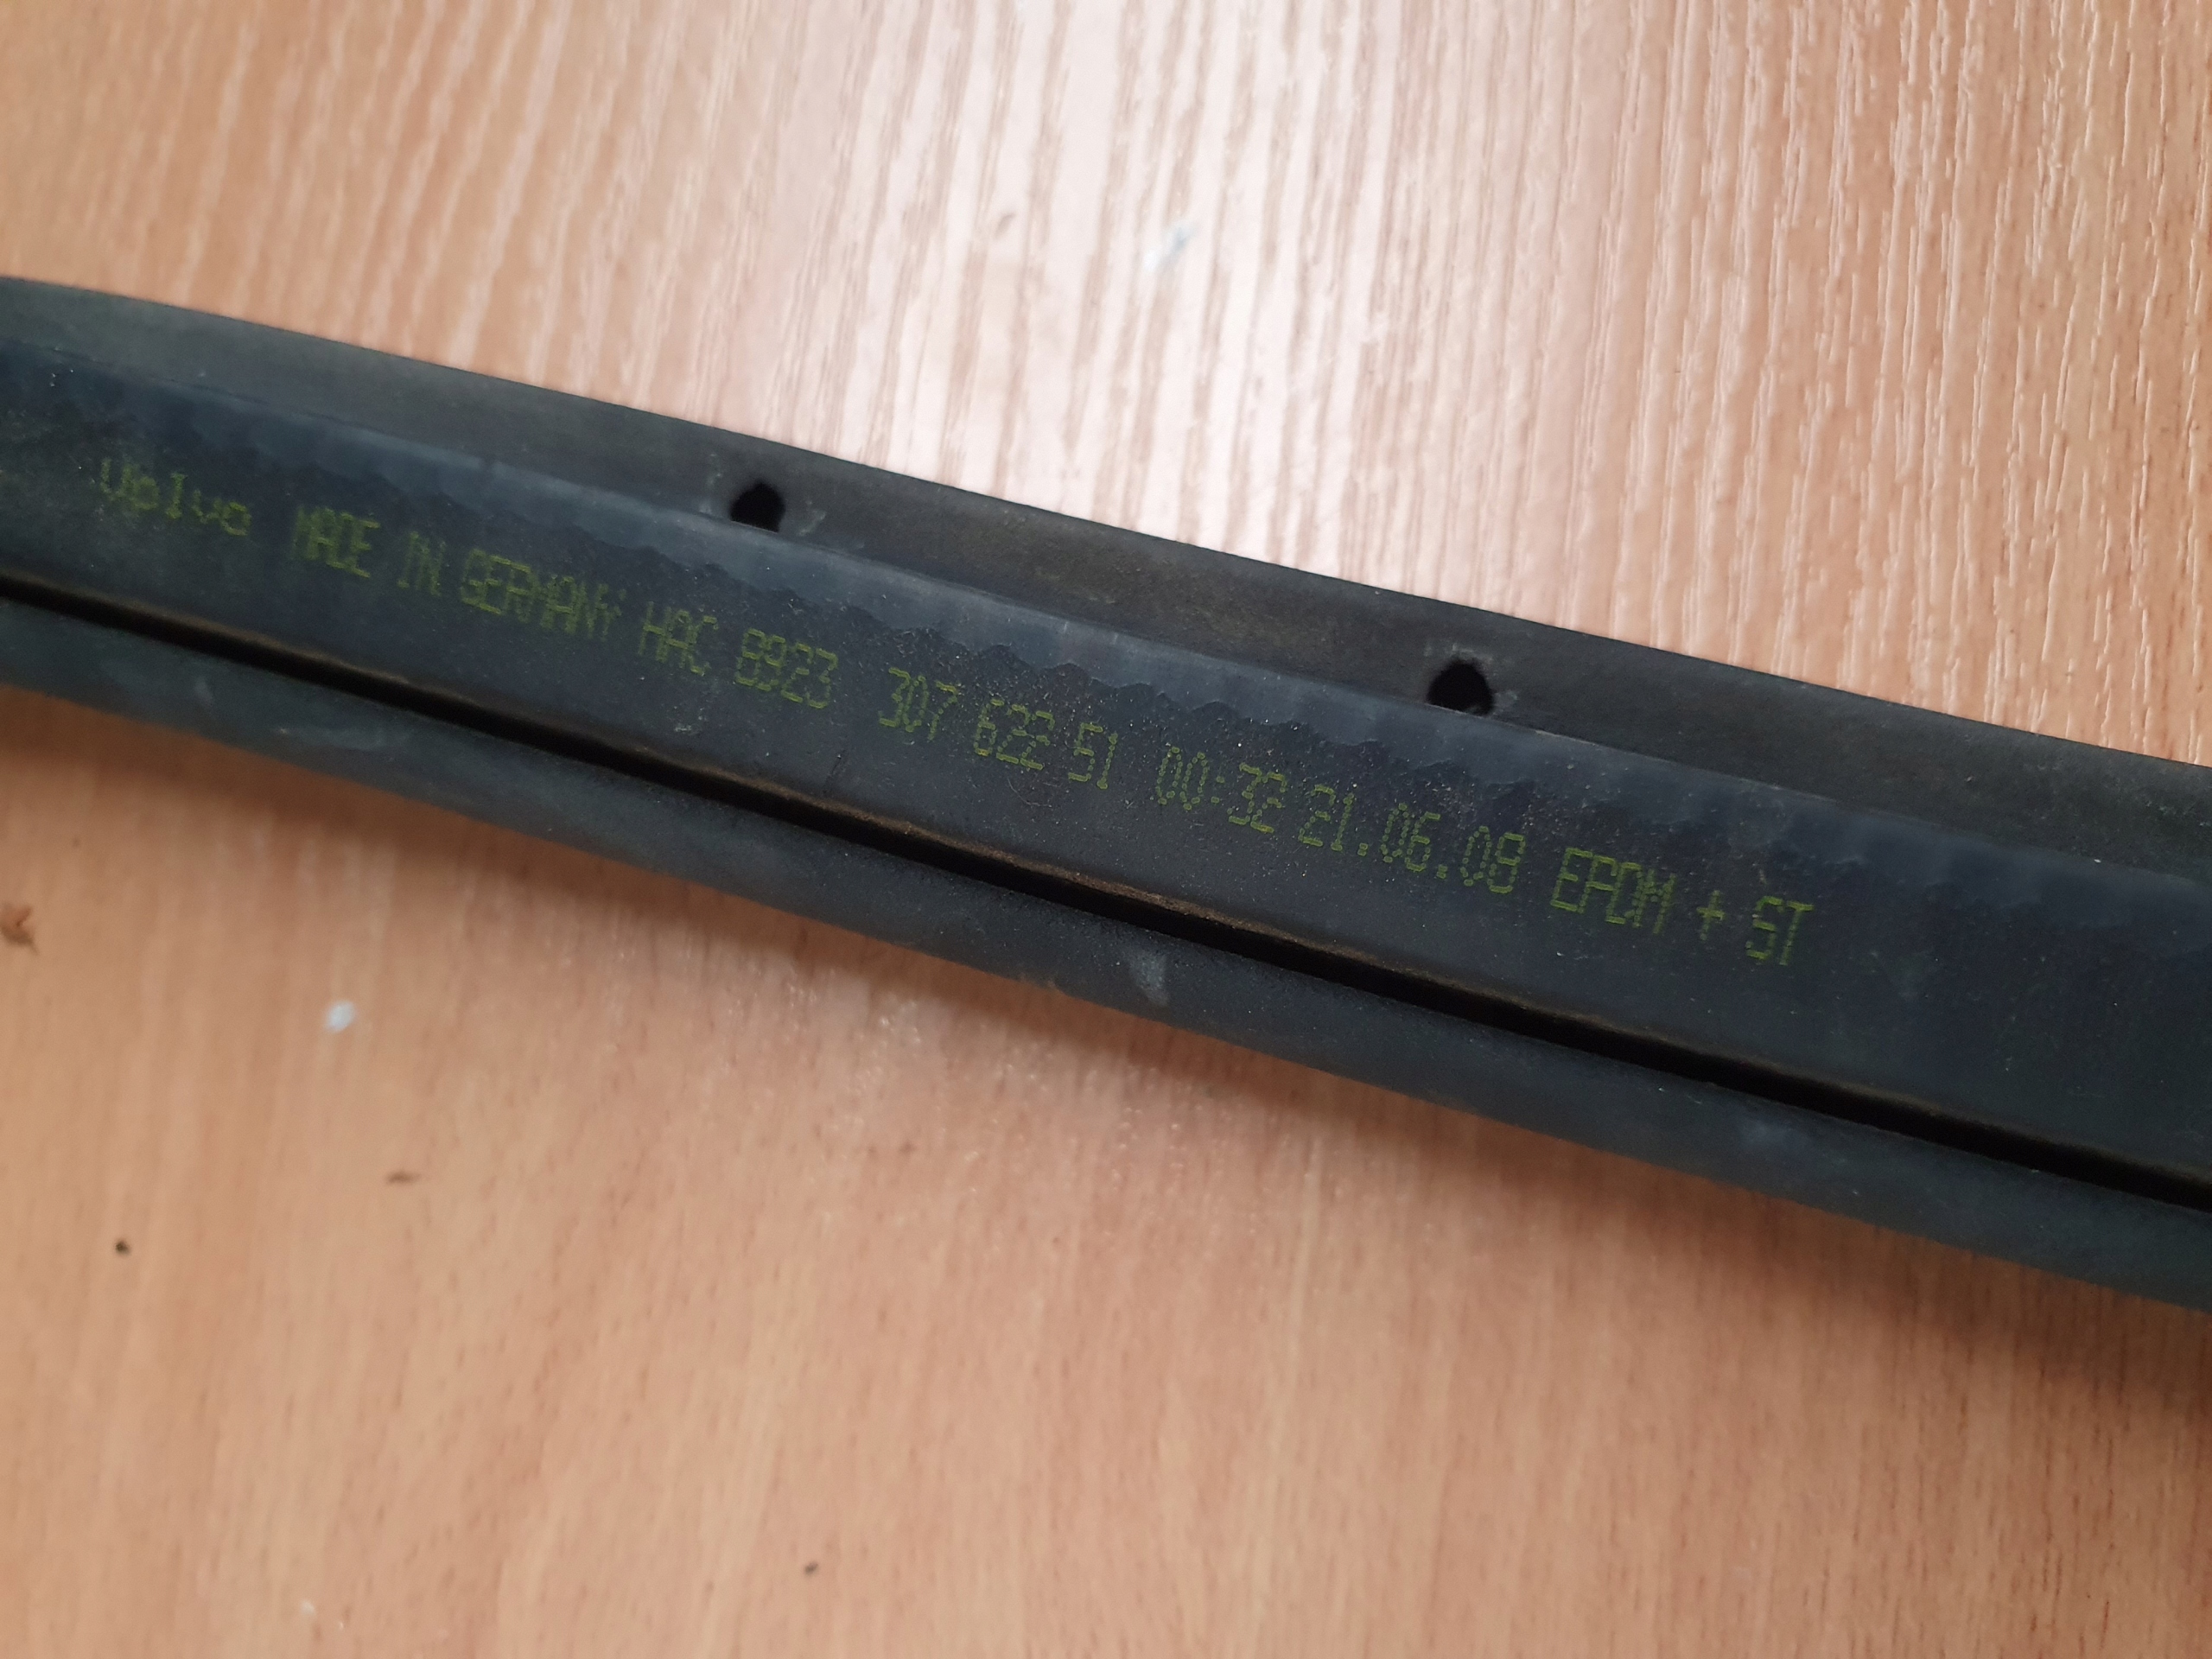 Volvo MADE IN GERMANY HAC 8923 307 622 51 00:32 21.06.08 EPDM + ST